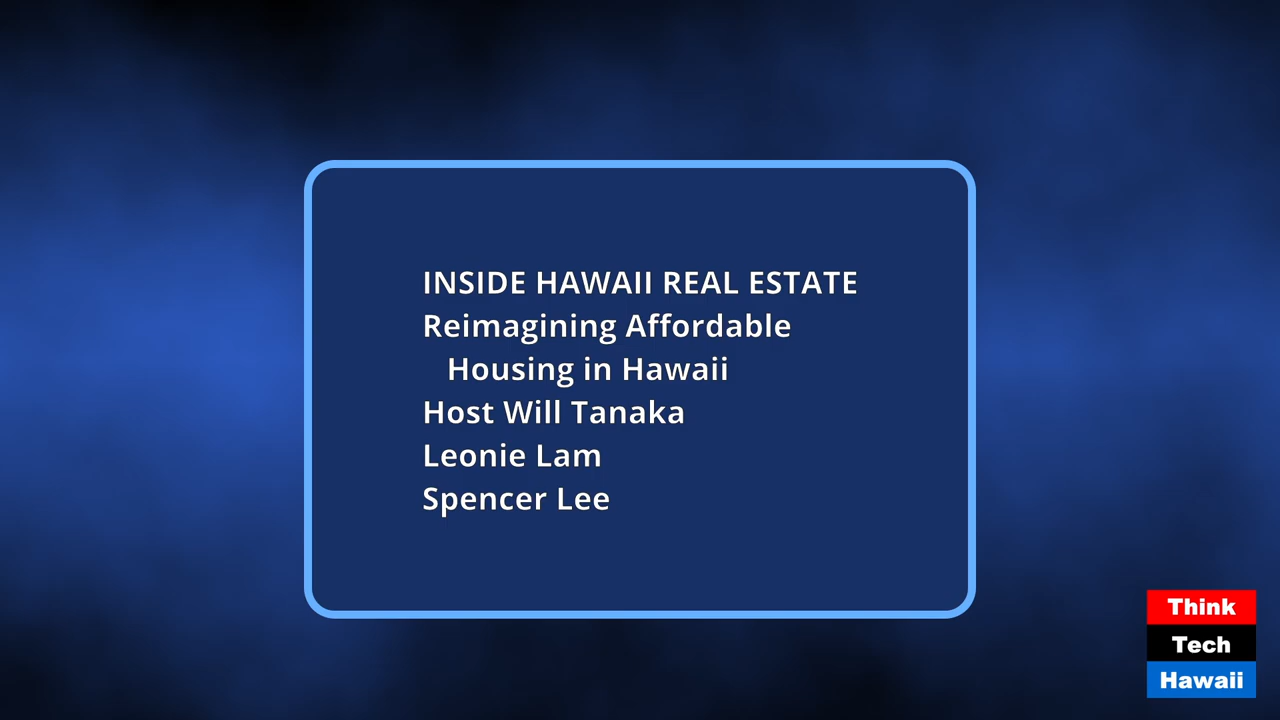 INSIDE HAWAII REAL ESTATE
Reimagining Affordable
Housing in Hawaii
Host Will Tanaka
Leonie Lam
Spencer Lee
Think
Tech
Hawaii